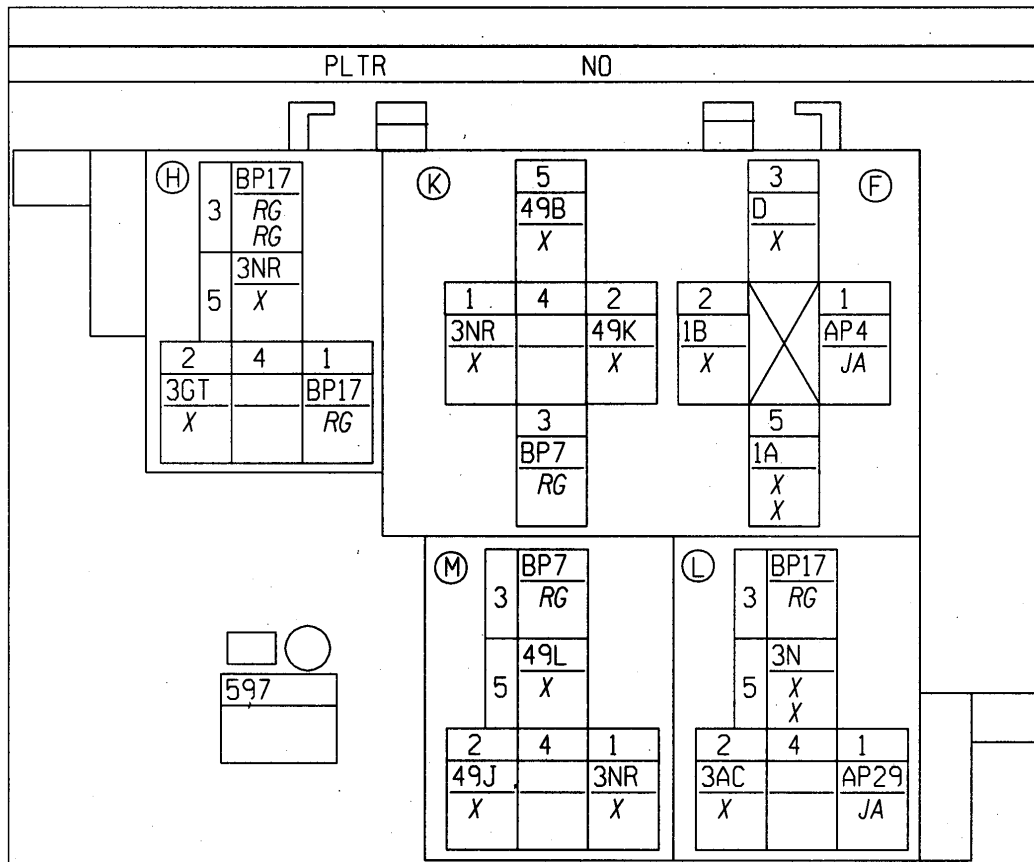 PLTR NO
H
3 BP17
RG
RG
5 3NR
X
2 4 1
3GT BP17
X RG
K
5
49B
X
1 4 2
3NR 49K
X X
3
BP7
RG
F
3
D
X
2 1
1B AP4
X JA
5
1A
X
X
M
3 BP7
RG
5 49L
X
2 4 1
49J 3NR
X X
L
3 BP17
RG
5 3N
X
X
2 4 1
3AC AP29
X JA
597